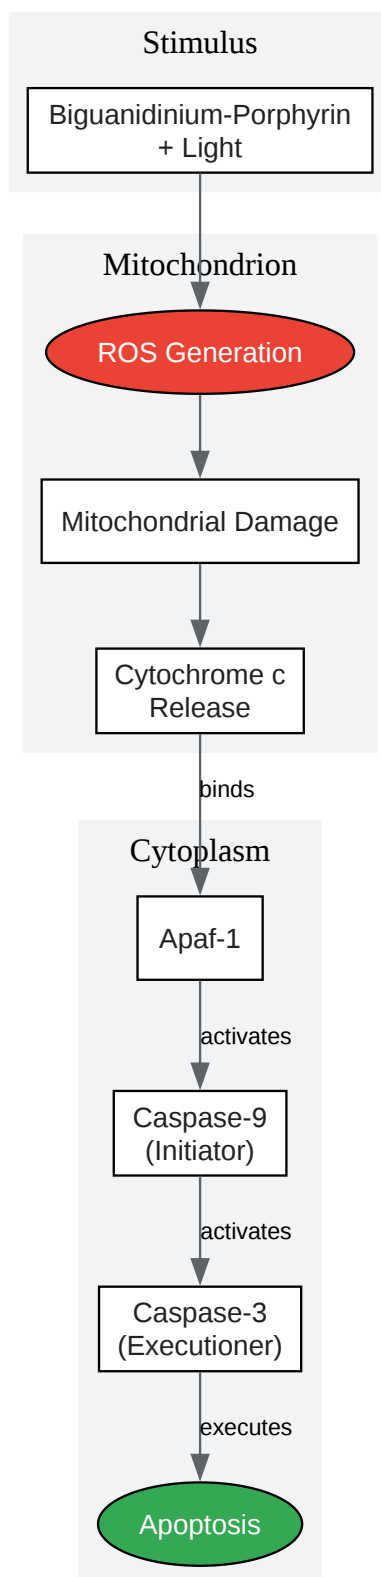 Stimulus
Biguanidinium-Porphyrin
+ Light
Mitochondrion
ROS Generation
Mitochondrial Damage
Cytochrome c
Release
binds
Cytoplasm
Apaf-1
activates
Caspase-9
(Initiator)
activates
Caspase-3
(Executioner)
executes
Apoptosis